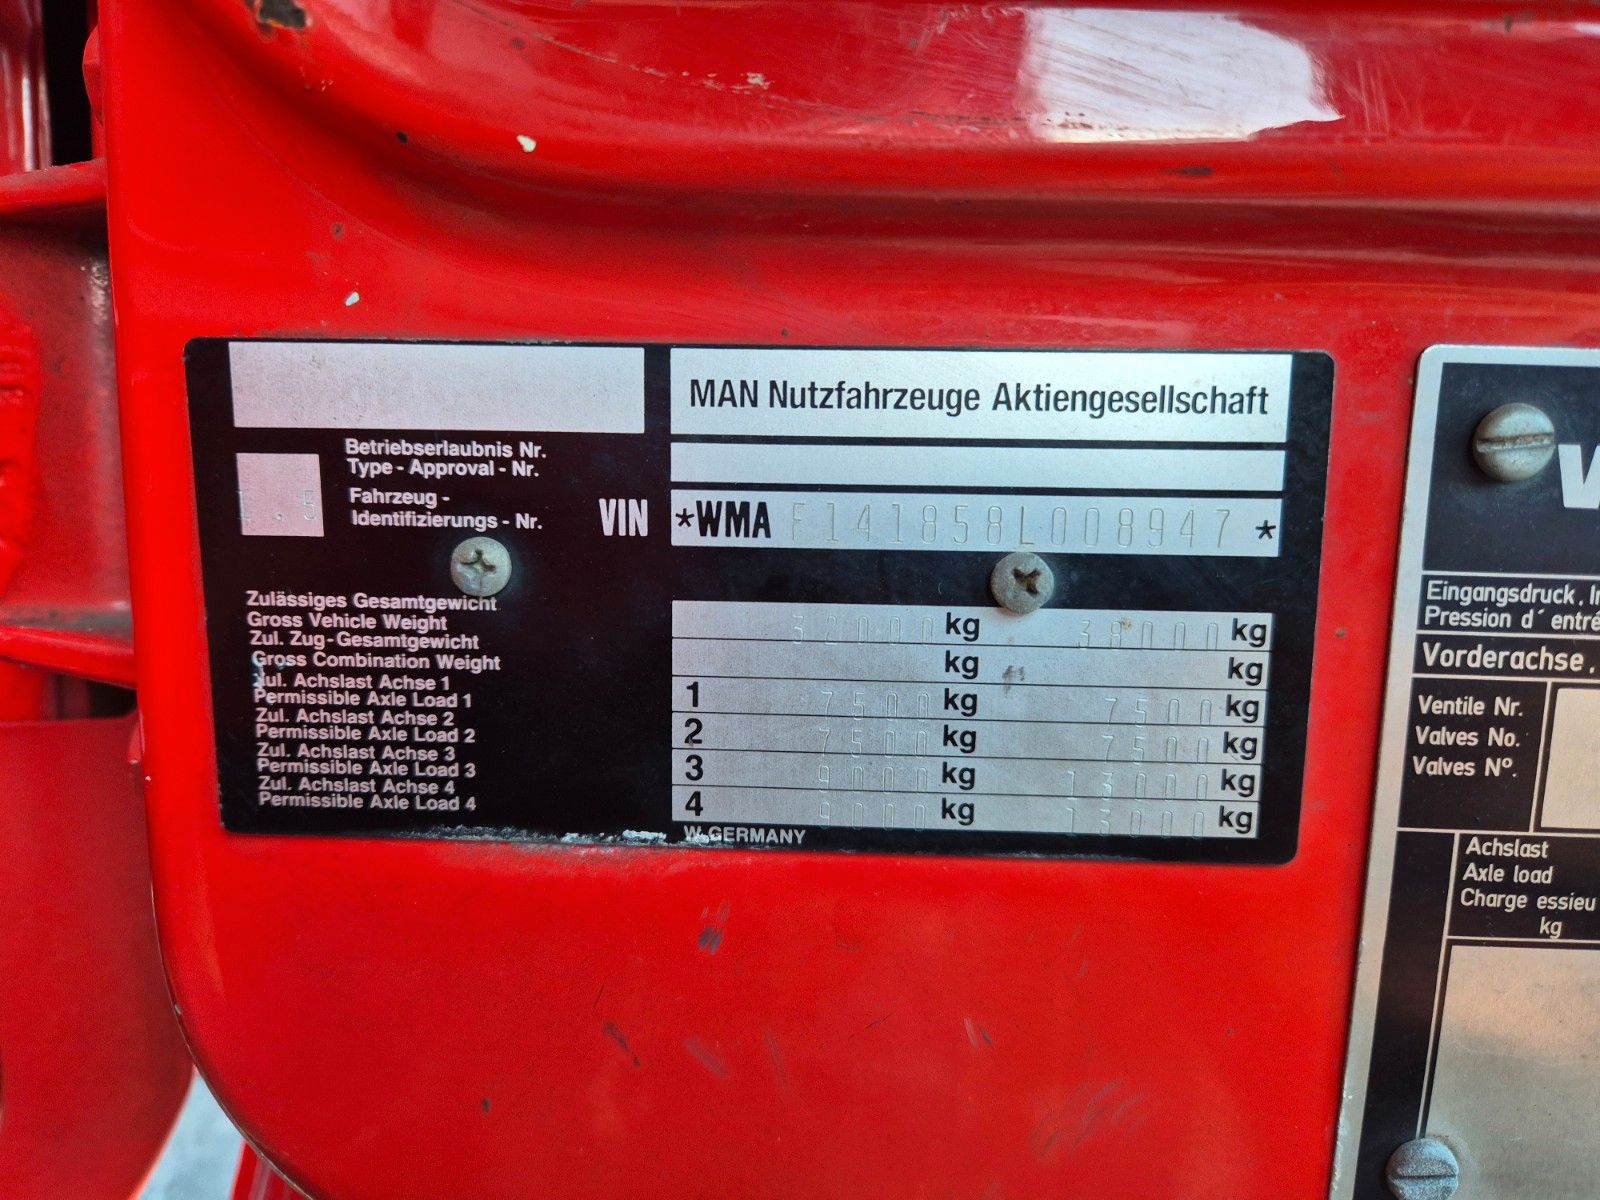 MAN Nutzfahrzeuge Aktiengesellschaft
Betriebserlaubnis Nr.
Type - Approval - Nr.
1.5
Fahrzeug -
Identifizierungs - Nr.
VIN *WMA F141858L008947 *
Zulässiges Gesamtgewicht
Gross Vehicle Weight
32000 kg 38000 kg
Zul. Zug-Gesamtgewicht
Gross Combination Weight
kg kg
Zul. Achslast Achse 1
Permissible Axle Load 1
1 7500 kg 7500 kg
Zul. Achslast Achse 2
Permissible Axle Load 2
2 7500 kg 7500 kg
Zul. Achslast Achse 3
Permissible Axle Load 3
3 9000 kg 13000 kg
Zul. Achslast Achse 4
Permissible Axle Load 4
4 9000 kg 13000 kg
W. GERMANY
Eingangsdruck.
Pression d´ entré
Vorderachse.
Ventile Nr.
Valves No.
Valves N°.
Achslast
Axle load
Charge essieu
kg